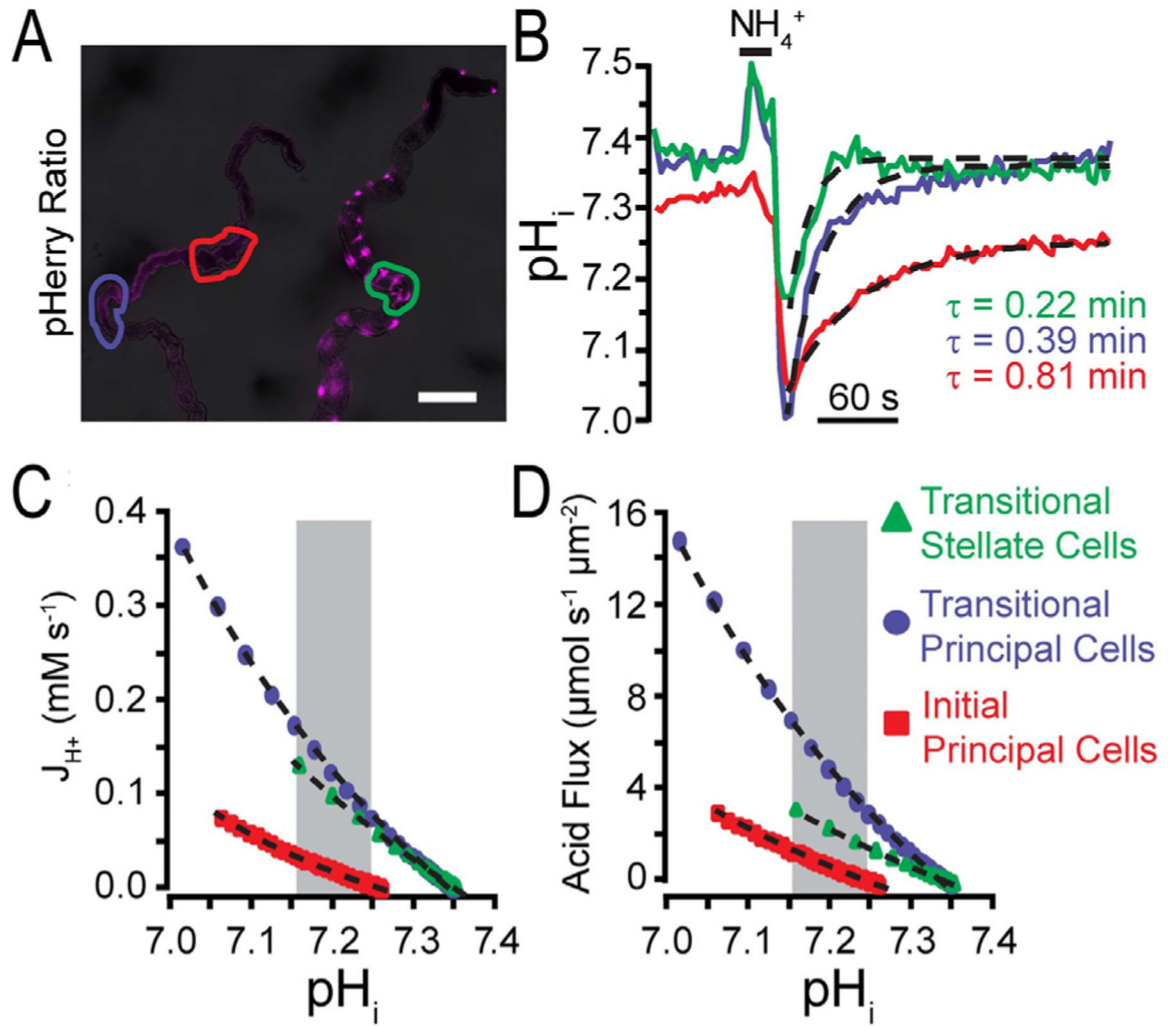 A
pHerry Ratio
B
NH₄⁺
pHᵢ
7.5
7.4
7.3
7.2
7.1
7.0
τ = 0.22 min
τ = 0.39 min
τ = 0.81 min
60 s
C
J_H+ (mM s⁻¹)
0.4
0.3
0.2
0.1
0.0
7.0 7.1 7.2 7.3 7.4
pHᵢ
D
Acid Flux (µmol s⁻¹ µm⁻²)
16
12
8
4
0
7.0 7.1 7.2 7.3 7.4
pHᵢ
Transitional
Stellate Cells
Transitional
Principal Cells
Initial
Principal Cells